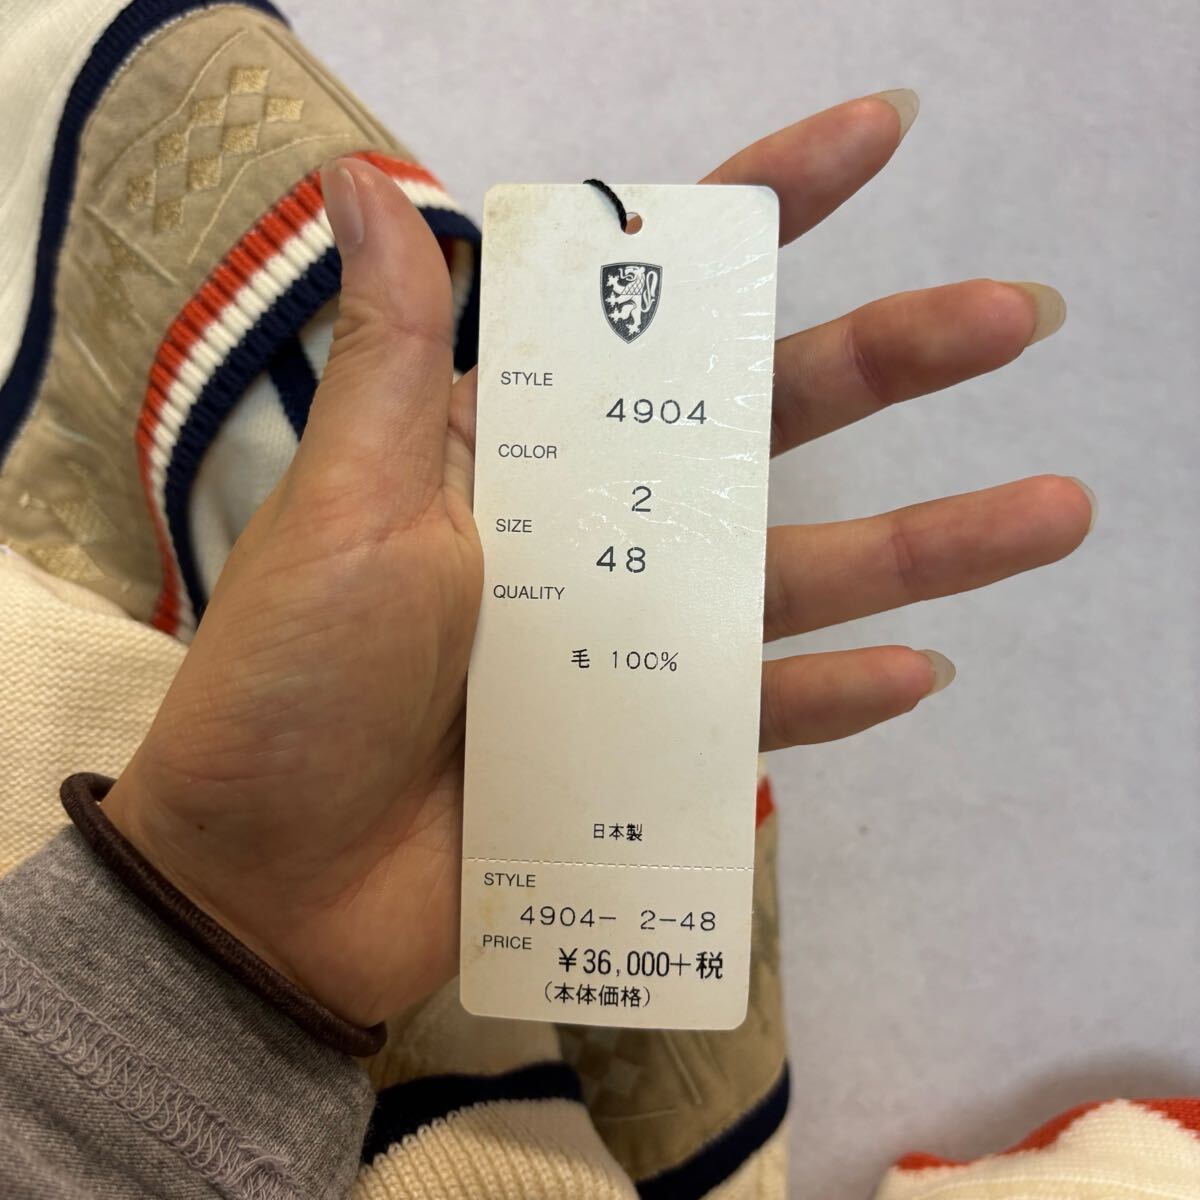 STYLE
4904
COLOR
2
SIZE
48
QUALITY
毛 100%
日本製
STYLE
4904- 2-48
PRICE
¥36,000+税
(本体価格)